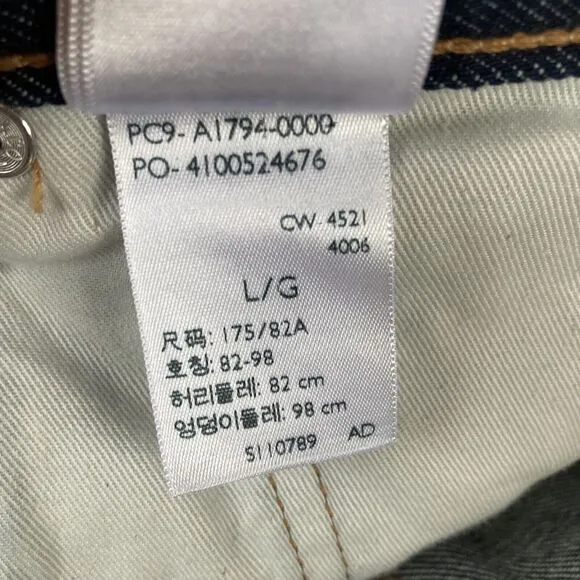 PC9- A1794-0000
PO- 4100524676
CW 4521
4006
L/G
尺码: 175/82A
호칭: 82-98
허리둘레: 82 cm
엉덩이둘레: 98 cm
S110789 AD